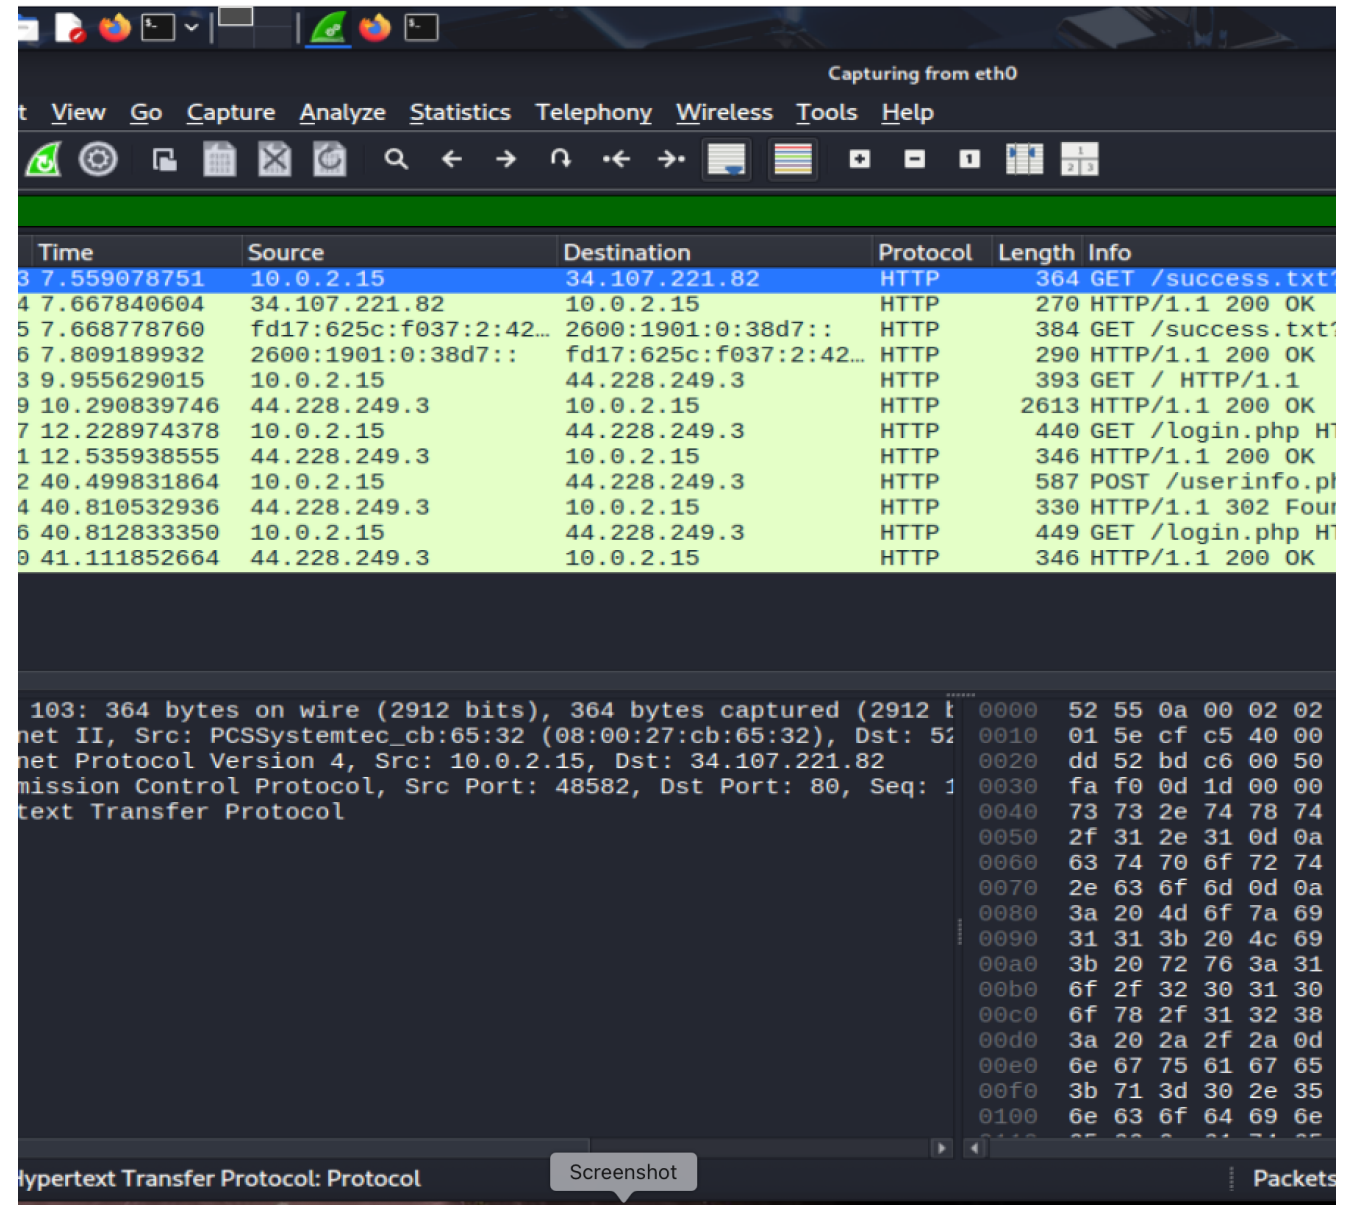 Capturing from eth0
t View Go Capture Analyze Statistics Telephony Wireless Tools Help
Time Source Destination Protocol Length Info
3 7.559078751 10.0.2.15 34.107.221.82 HTTP 364 GET /success.txt?
4 7.667840604 34.107.221.82 10.0.2.15 HTTP 270 HTTP/1.1 200 OK
5 7.668778760 fd17:625c:f037:2:42… 2600:1901:0:38d7:: HTTP 384 GET /success.txt?
6 7.809189932 2600:1901:0:38d7:: fd17:625c:f037:2:42… HTTP 290 HTTP/1.1 200 OK
3 9.955629015 10.0.2.15 44.228.249.3 HTTP 393 GET / HTTP/1.1
9 10.290839746 44.228.249.3 10.0.2.15 HTTP 2613 HTTP/1.1 200 OK
7 12.228974378 10.0.2.15 44.228.249.3 HTTP 440 GET /login.php HT
1 12.535938555 44.228.249.3 10.0.2.15 HTTP 346 HTTP/1.1 200 OK
2 40.499831864 10.0.2.15 44.228.249.3 HTTP 587 POST /userinfo.ph
4 40.810532936 44.228.249.3 10.0.2.15 HTTP 330 HTTP/1.1 302 Four
6 40.812833350 10.0.2.15 44.228.249.3 HTTP 449 GET /login.php HT
0 41.111852664 44.228.249.3 10.0.2.15 HTTP 346 HTTP/1.1 200 OK
103: 364 bytes on wire (2912 bits), 364 bytes captured (2912 b
net II, Src: PCSSystemtec_cb:65:32 (08:00:27:cb:65:32), Dst: 52
net Protocol Version 4, Src: 10.0.2.15, Dst: 34.107.221.82
mission Control Protocol, Src Port: 48582, Dst Port: 80, Seq: 1
text Transfer Protocol
0000 52 55 0a 00 02 02
0010 01 5e cf c5 40 00
0020 dd 52 bd c6 00 50
0030 fa f0 0d 1d 00 00
0040 73 73 2e 74 78 74
0050 2f 31 2e 31 0d 0a
0060 63 74 70 6f 72 74
0070 2e 63 6f 6d 0d 0a
0080 3a 20 4d 6f 7a 69
0090 31 31 3b 20 4c 69
00a0 3b 20 72 76 3a 31
00b0 6f 2f 32 30 31 30
00c0 6f 78 2f 31 32 38
00d0 3a 20 2a 2f 2a 0d
00e0 6e 67 75 61 67 65
00f0 3b 71 3d 30 2e 35
0100 6e 63 6f 64 69 6e
Hypertext Transfer Protocol: Protocol
Screenshot
Packets